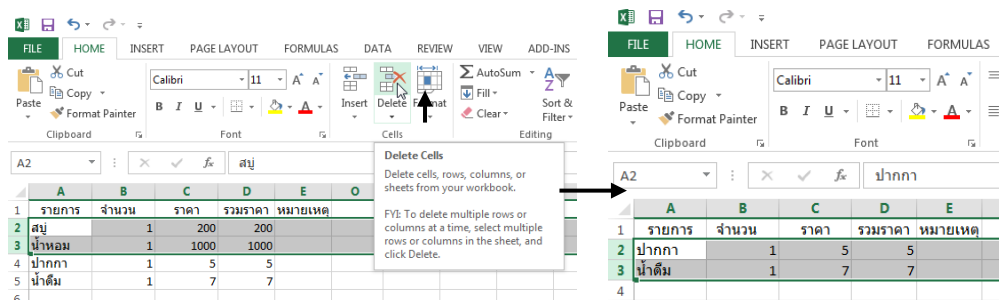 FILE HOME INSERT PAGE LAYOUT FORMULAS DATA REVIEW VIEW ADD-INS
Paste
Cut
Copy
Format Painter
Clipboard
Calibri 11
B I U A
Font
Insert Delete Format
Cells
AutoSum
Fill
Clear
Sort &
Filter
Editing
A2 fx สบู่
Delete Cells
Delete cells, rows, columns, or
sheets from your workbook.
FYI: To delete multiple rows or
columns at a time, select multiple
rows or columns in the sheet, and
click Delete.
A B C D E O
1 รายการ จำนวน ราคา รวมราคา หมายเหตุ
2 สบู่ 1 200 200
3 น้ำหอม 1 1000 1000
4 ปากกา 1 5 5
5 น้ำดื่ม 1 7 7
6
FILE HOME INSERT PAGE LAYOUT FORMULAS
Paste
Cut
Copy
Format Painter
Clipboard
Calibri 11
B I U A
Font
A2 fx ปากกา
A B C D E
1 รายการ จำนวน ราคา รวมราคา หมายเหตุ
2 ปากกา 1 5 5
3 น้ำดื่ม 1 7 7
4